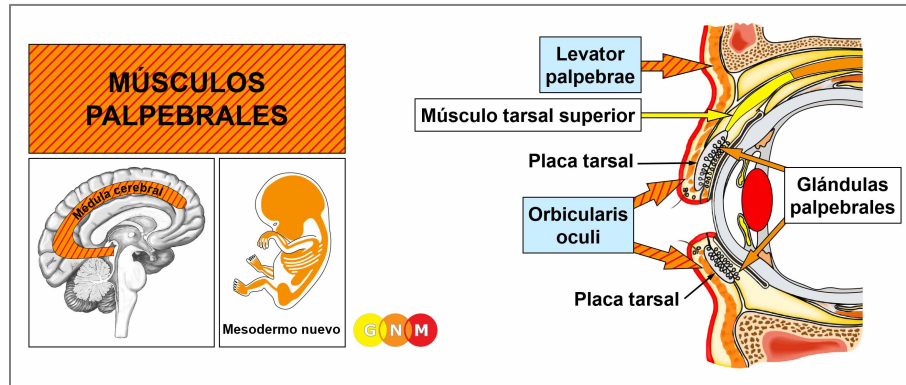 MÚSCULOS
PALPEBRALES
Médula cerebral
Mesodermo nuevo
G N M
Levator
palpebrae
Músculo tarsal superior
Placa tarsal
Orbicularis
oculi
Glándulas
palpebrales
Placa tarsal